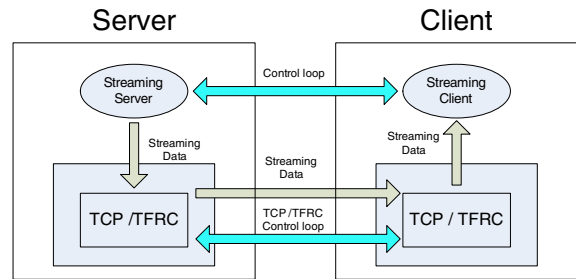 Server
Client
Streaming
Server
Control loop
Streaming
Client
Streaming
Data
Streaming
Data
Streaming
Data
TCP /TFRC
TCP /TFRC
Control loop
TCP / TFRC